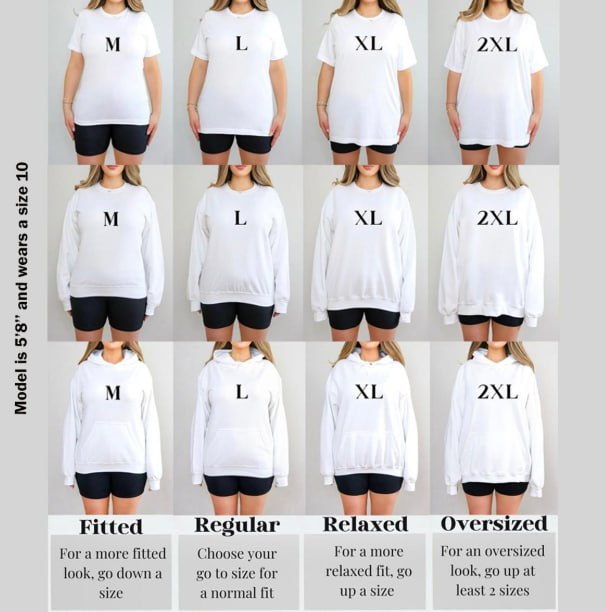 Model is 5'8" and wears a size 10
M
L
XL
2XL
M
L
XL
2XL
M
L
XL
2XL
Fitted
For a more fitted
look, go down a
size
Regular
Choose your
go to size for
a normal fit
Relaxed
For a more
relaxed fit, go
up a size
Oversized
For an oversized
look, go up at
least 2 sizes